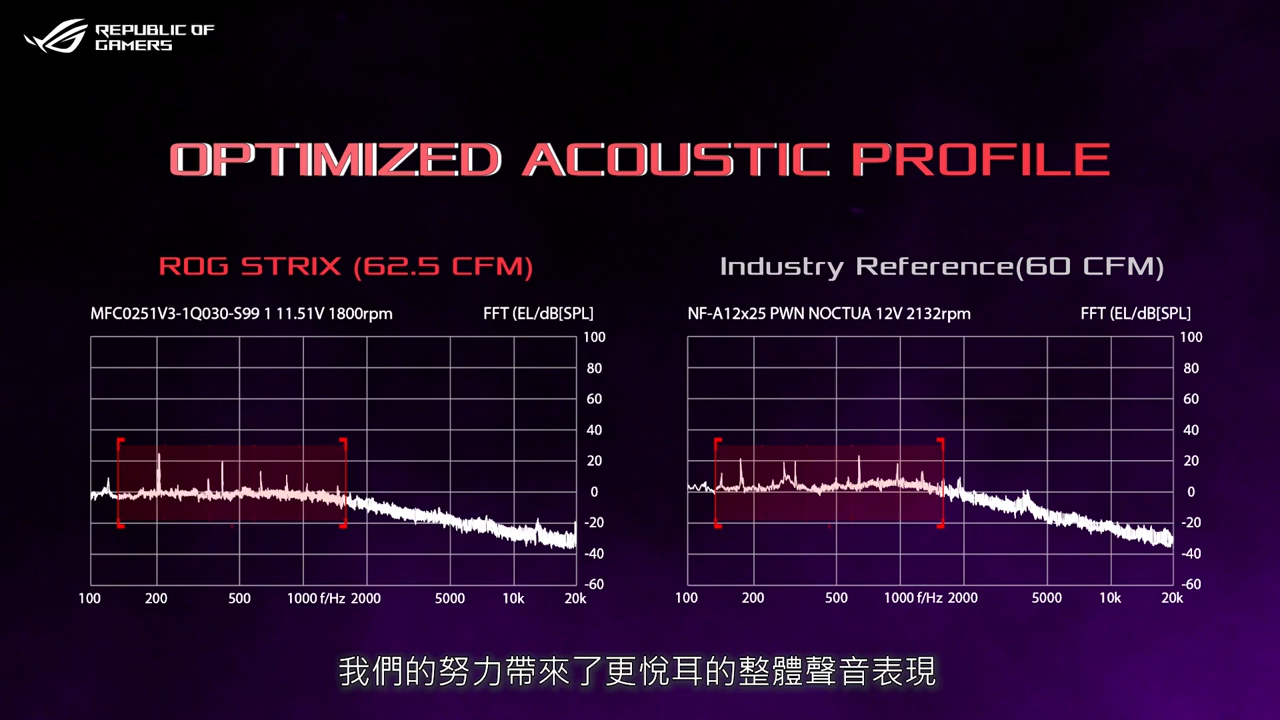 REPUBLIC OF
GAMERS
OPTIMIZED ACOUSTIC PROFILE
ROG STRIX (62.5 CFM)
MFC0251V3-1Q030-S99 1 11.51V 1800rpm FFT (EL/dB[SPL]
100
80
60
40
20
0
-20
-40
-60
100 200 500 1000 f/Hz 2000 5000 10k 20k
Industry Reference(60 CFM)
NF-A12x25 PWN NOCTUA 12V 2132rpm FFT (EL/dB[SPL]
100
80
60
40
20
0
-20
-40
-60
100 200 500 1000 f/Hz 2000 5000 10k 20k
我們的努力帶來了更悅耳的整體聲音表現